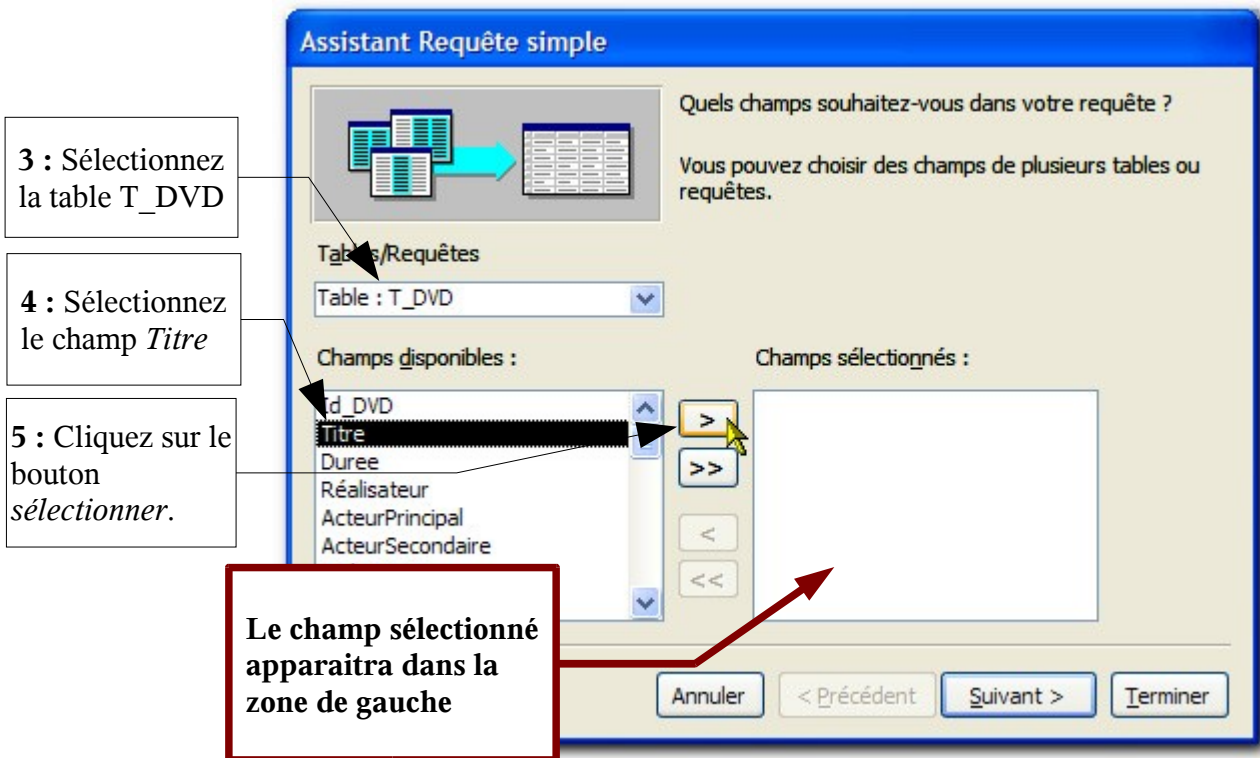 Assistant Requête simple
Quels champs souhaitez-vous dans votre requête ?
Vous pouvez choisir des champs de plusieurs tables ou
requêtes.
3 : Sélectionnez
la table T_DVD
Tables/Requêtes
Table : T_DVD
4 : Sélectionnez
le champ Titre
Champs disponibles :
Champs sélectionnés :
Id_DVD
Titre
Duree
Réalisateur
ActeurPrincipal
ActeurSecondaire
>
>>
<
<<
5 : Cliquez sur le
bouton
sélectionner.
Le champ sélectionné
apparaitra dans la
zone de gauche
Annuler
< Précédent
Suivant >
Terminer